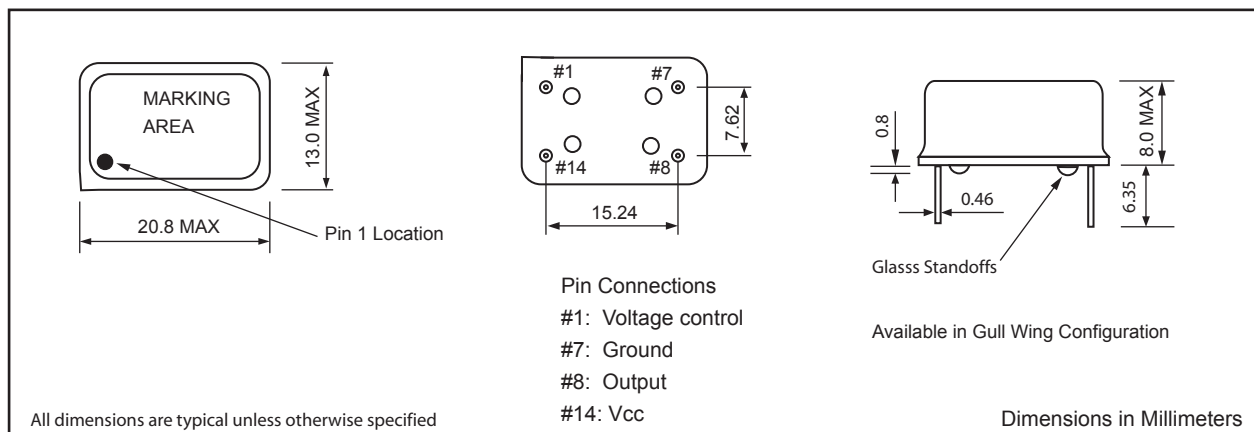 MARKING
AREA
13.0 MAX
20.8 MAX
Pin 1 Location
#1
#7
7.62
#14
#8
15.24
Pin Connections
#1: Voltage control
#7: Ground
#8: Output
#14: Vcc
0.8
8.0 MAX
0.46
6.35
Glasss Standoffs
Available in Gull Wing Configuration
All dimensions are typical unless otherwise specified
Dimensions in Millimeters